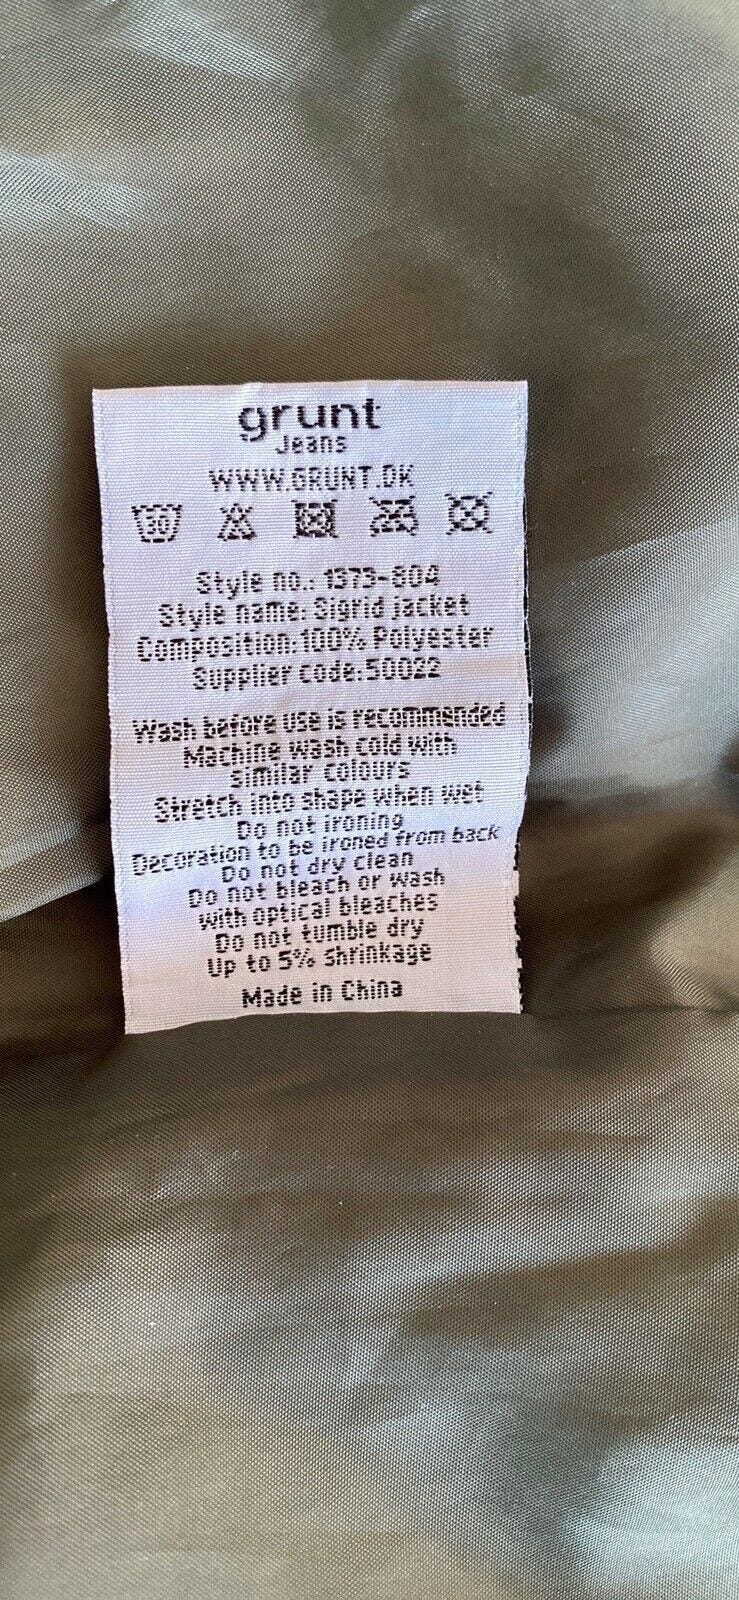 grunt
Jeans
WWW.GRUNT.DK
30
Style no.: 1373-804
Style name: Sigrid jacket
Composition: 100% Polyester
Supplier code: 50022
Wash before use is recommended
Machine wash cold with
similar colours
Stretch into shape when wet
Do not ironing
Decoration to be ironed from back
Do not dry clean
Do not bleach or wash
with optical bleaches
Do not tumble dry
Up to 5% shrinkage
Made in China